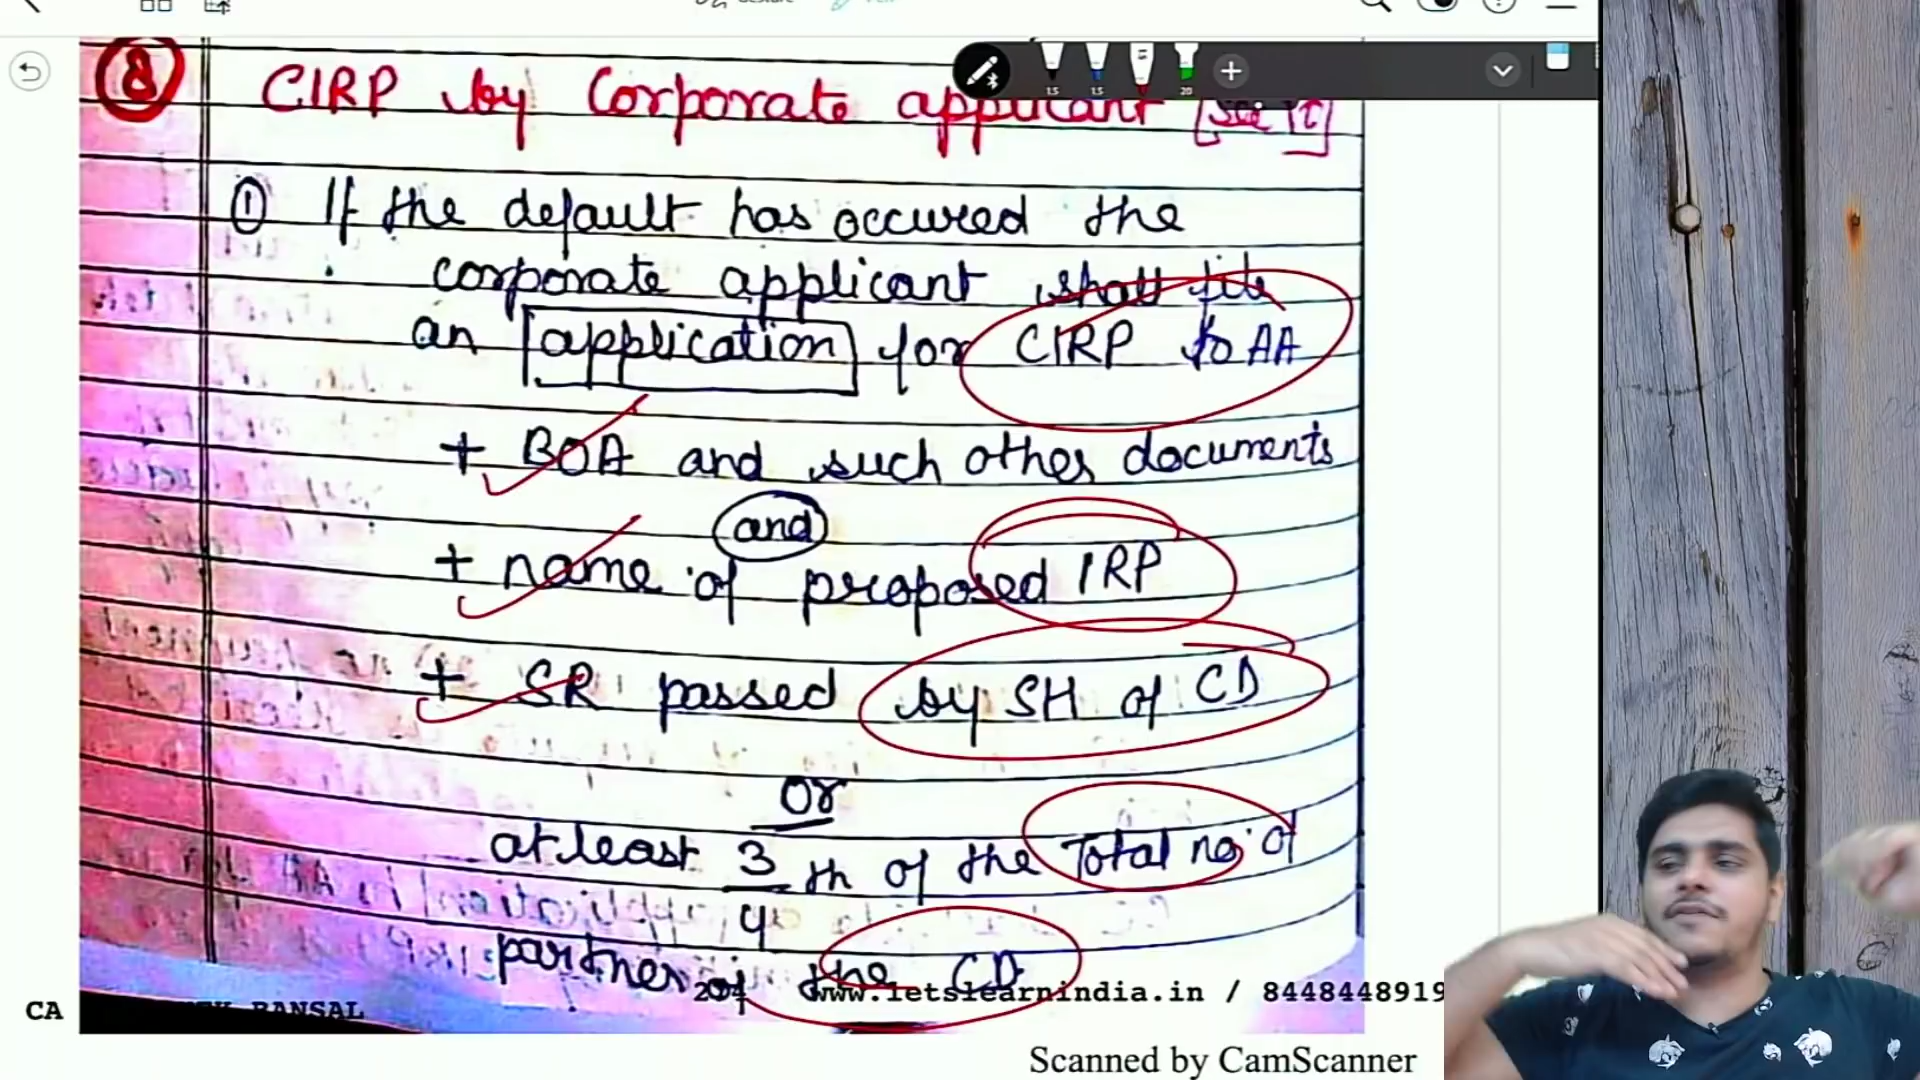 8 CIRP by Corporate applicant [Sec 10]
① If the default has occured the
corporate applicant shall file
an application for CIRP to AA
+ BOA and such other documents
and
+ name of proposed IRP
+ SR passed by SH of CD
or
atleast 3/4 th of the Total no. of
partner of the CD
CA BANSAL www.letslearnindia.in / 8448448919
Scanned by CamScanner